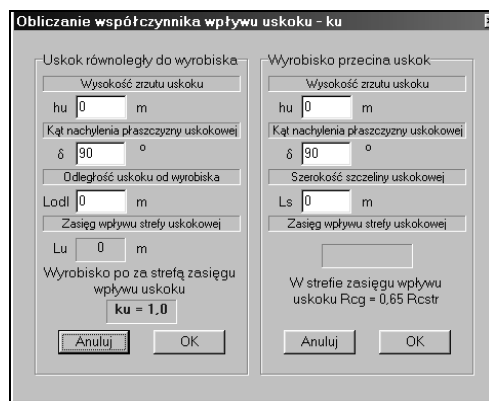 Obliczanie współczynnika wpływu uskoku - ku
Uskok równoległy do wyrobiska
Wysokość zrzutu uskoku
hu 0 m
Kąt nachylenia płaszczyzny uskokowej
δ 90 o
Odległość uskoku od wyrobiska
Lodl 0 m
Zasięg wpływu strefy uskokowej
Lu 0 m
Wyrobisko po za strefą zasięgu
wpływu uskoku
ku = 1,0
Anuluj OK
Wyrobisko przecina uskok
Wysokość zrzutu uskoku
hu 0 m
Kąt nachylenia płaszczyzny uskokowej
δ 90 o
Szerokość szczeliny uskokowej
Ls 0 m
Zasięg wpływu strefy uskokowej
W strefie zasięgu wpływu
uskoku Rcg = 0,65 Rcstr
Anuluj OK